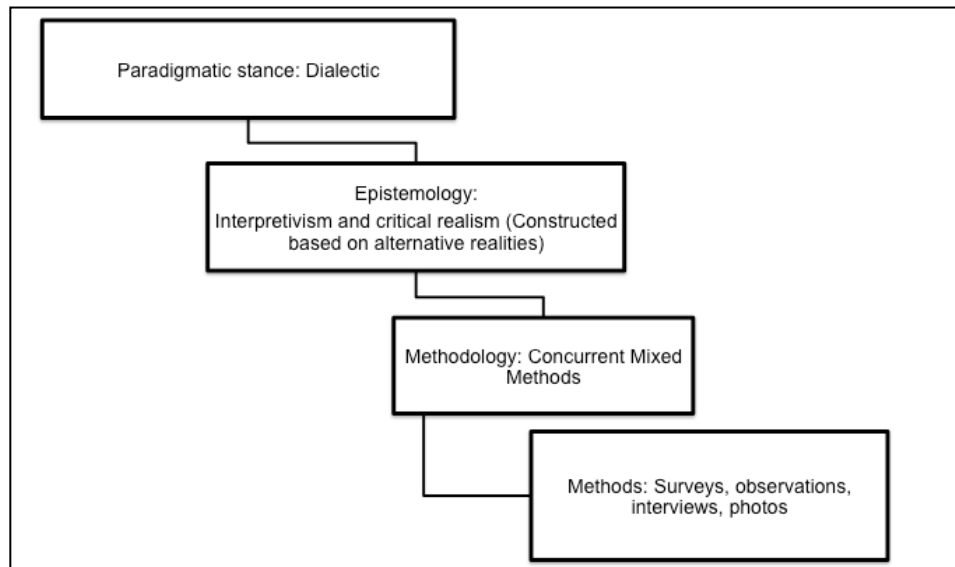 Paradigmatic stance: Dialectic
Epistemology:
Interpretivism and critical realism (Constructed
based on alternative realities)
Methodology: Concurrent Mixed
Methods
Methods: Surveys, observations,
interviews, photos